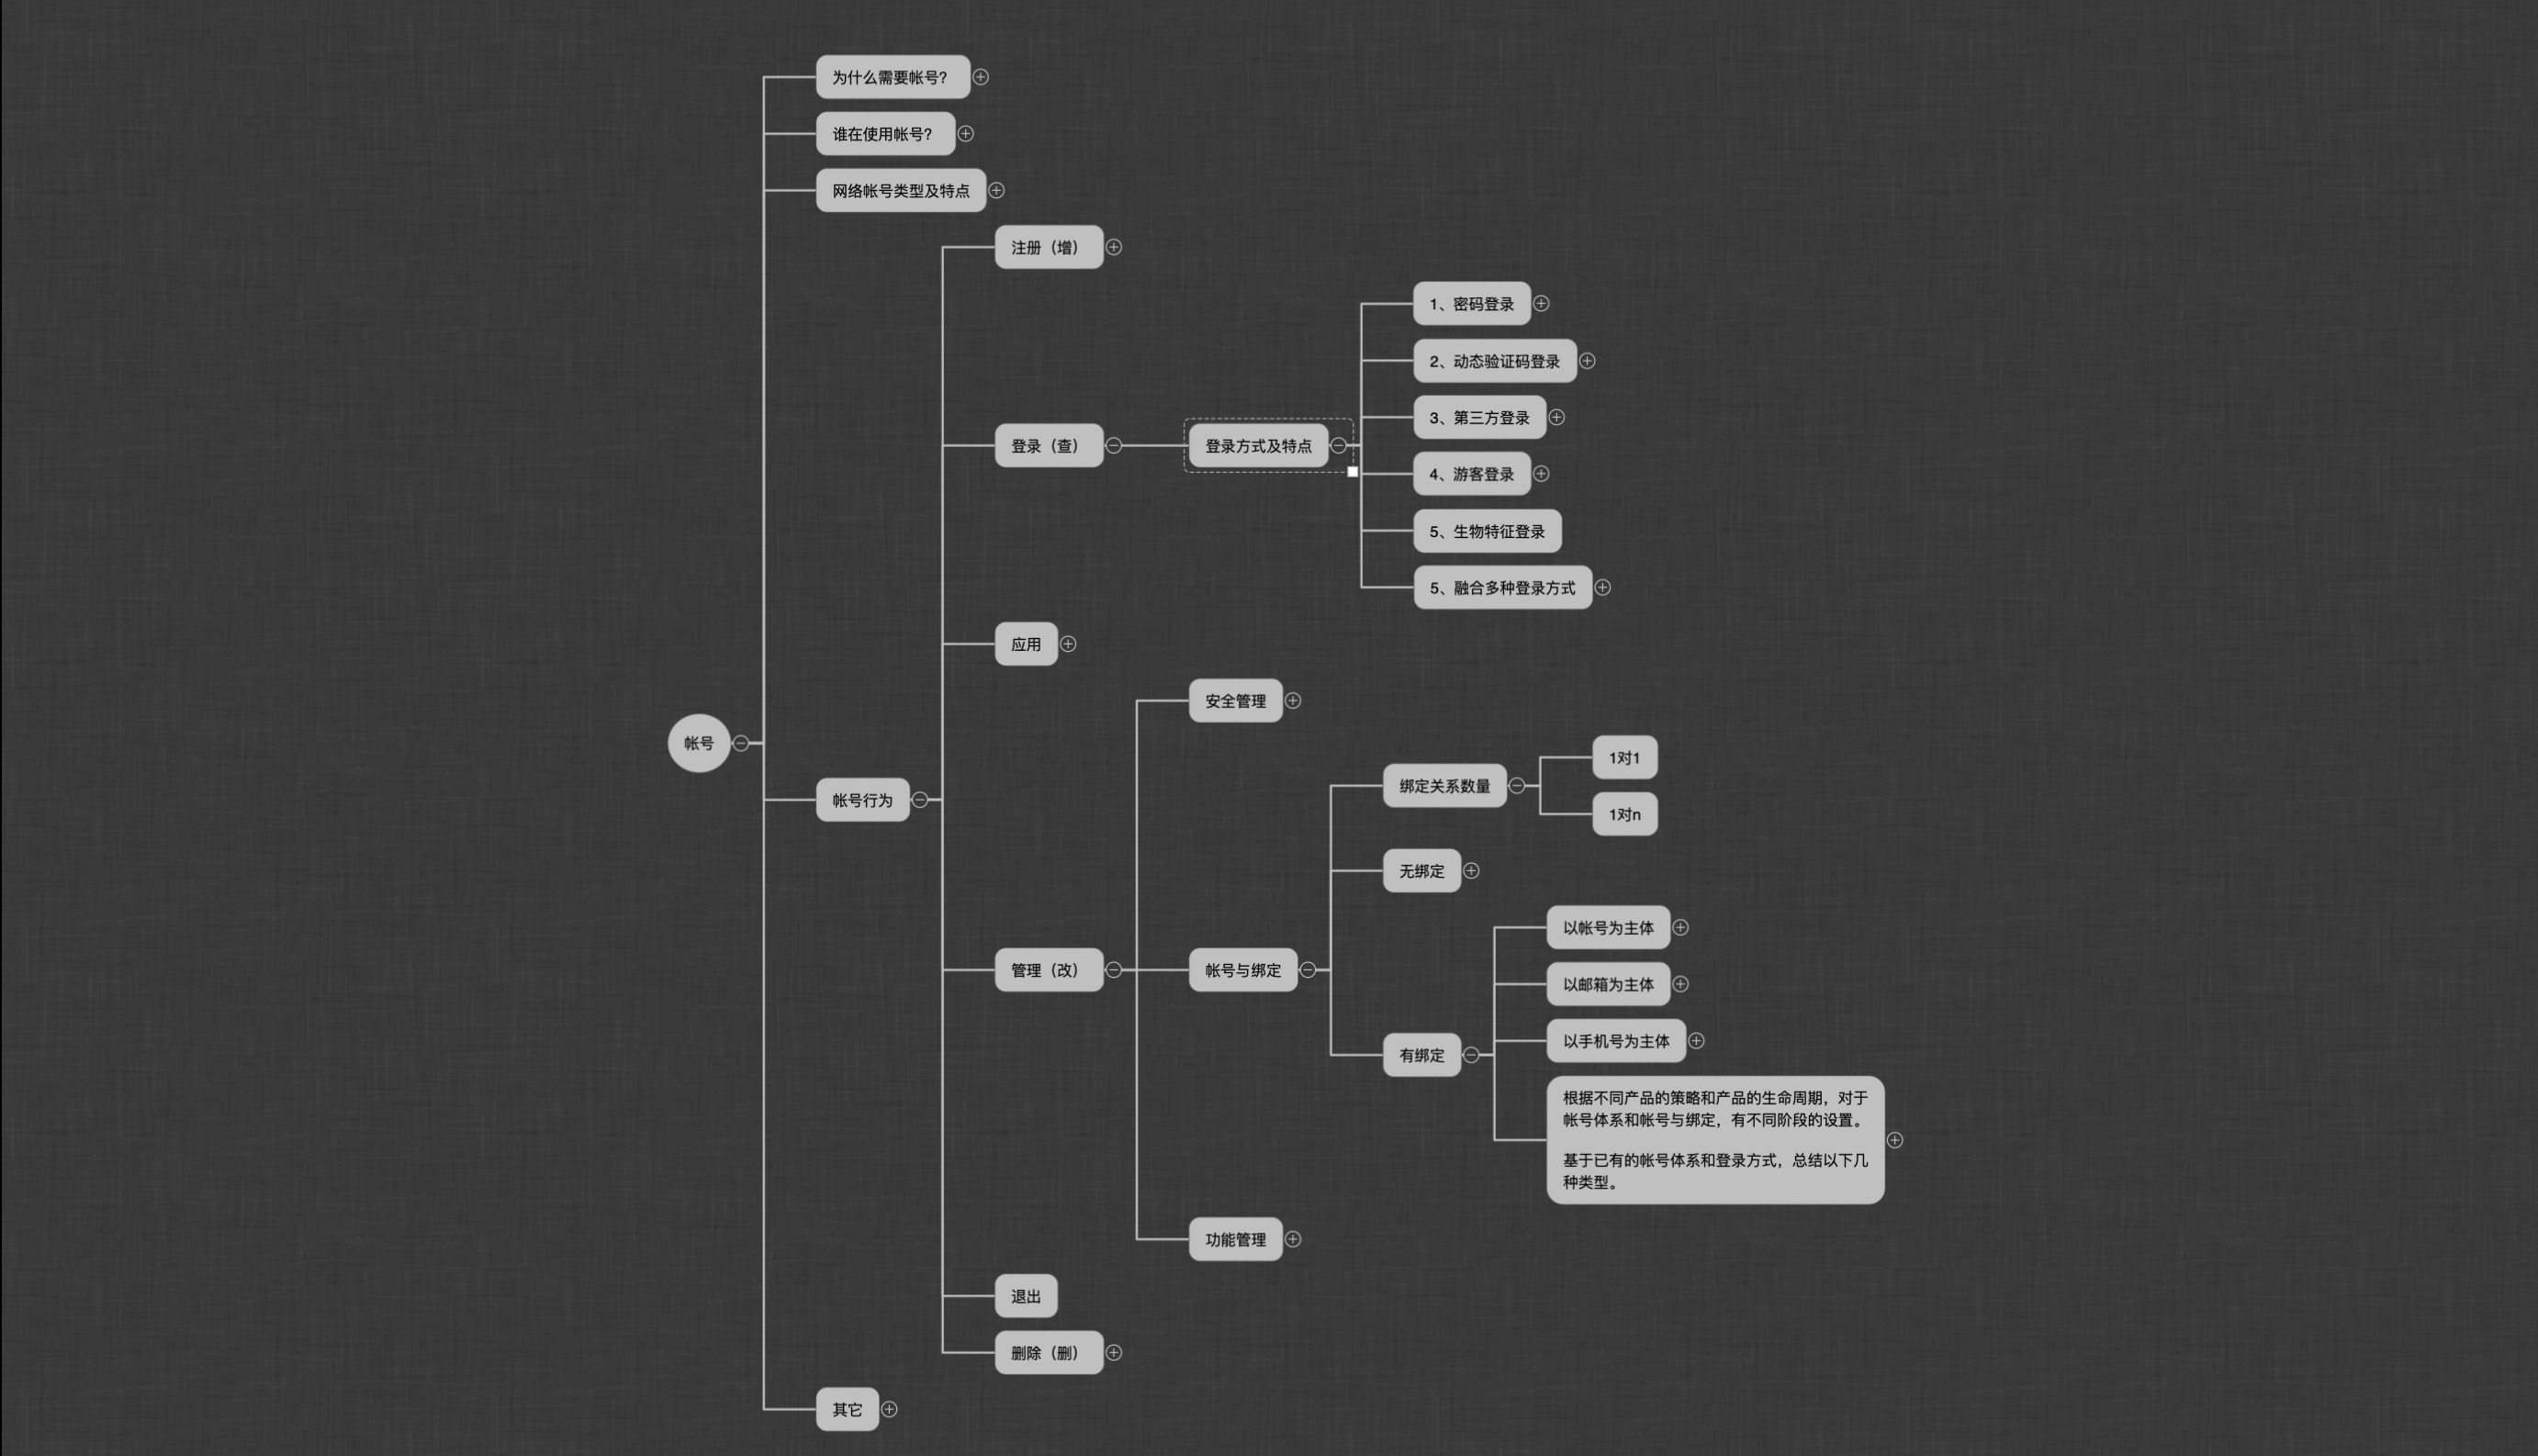 为什么需要帐号？
谁在使用帐号？
网络帐号类型及特点
注册（增）
1、密码登录
2、动态验证码登录
3、第三方登录
登录（查）
登录方式及特点
4、游客登录
5、生物特征登录
5、融合多种登录方式
应用
安全管理
帐号
帐号行为
绑定关系数量
1对1
1对n
无绑定
管理（改）
帐号与绑定
以帐号为主体
以邮箱为主体
以手机号为主体
有绑定
根据不同产品的策略和产品的生命周期，对于
帐号体系和帐号与绑定，有不同阶段的设置。
基于已有的帐号体系和登录方式，总结以下几
种类型。
功能管理
退出
删除（删）
其它